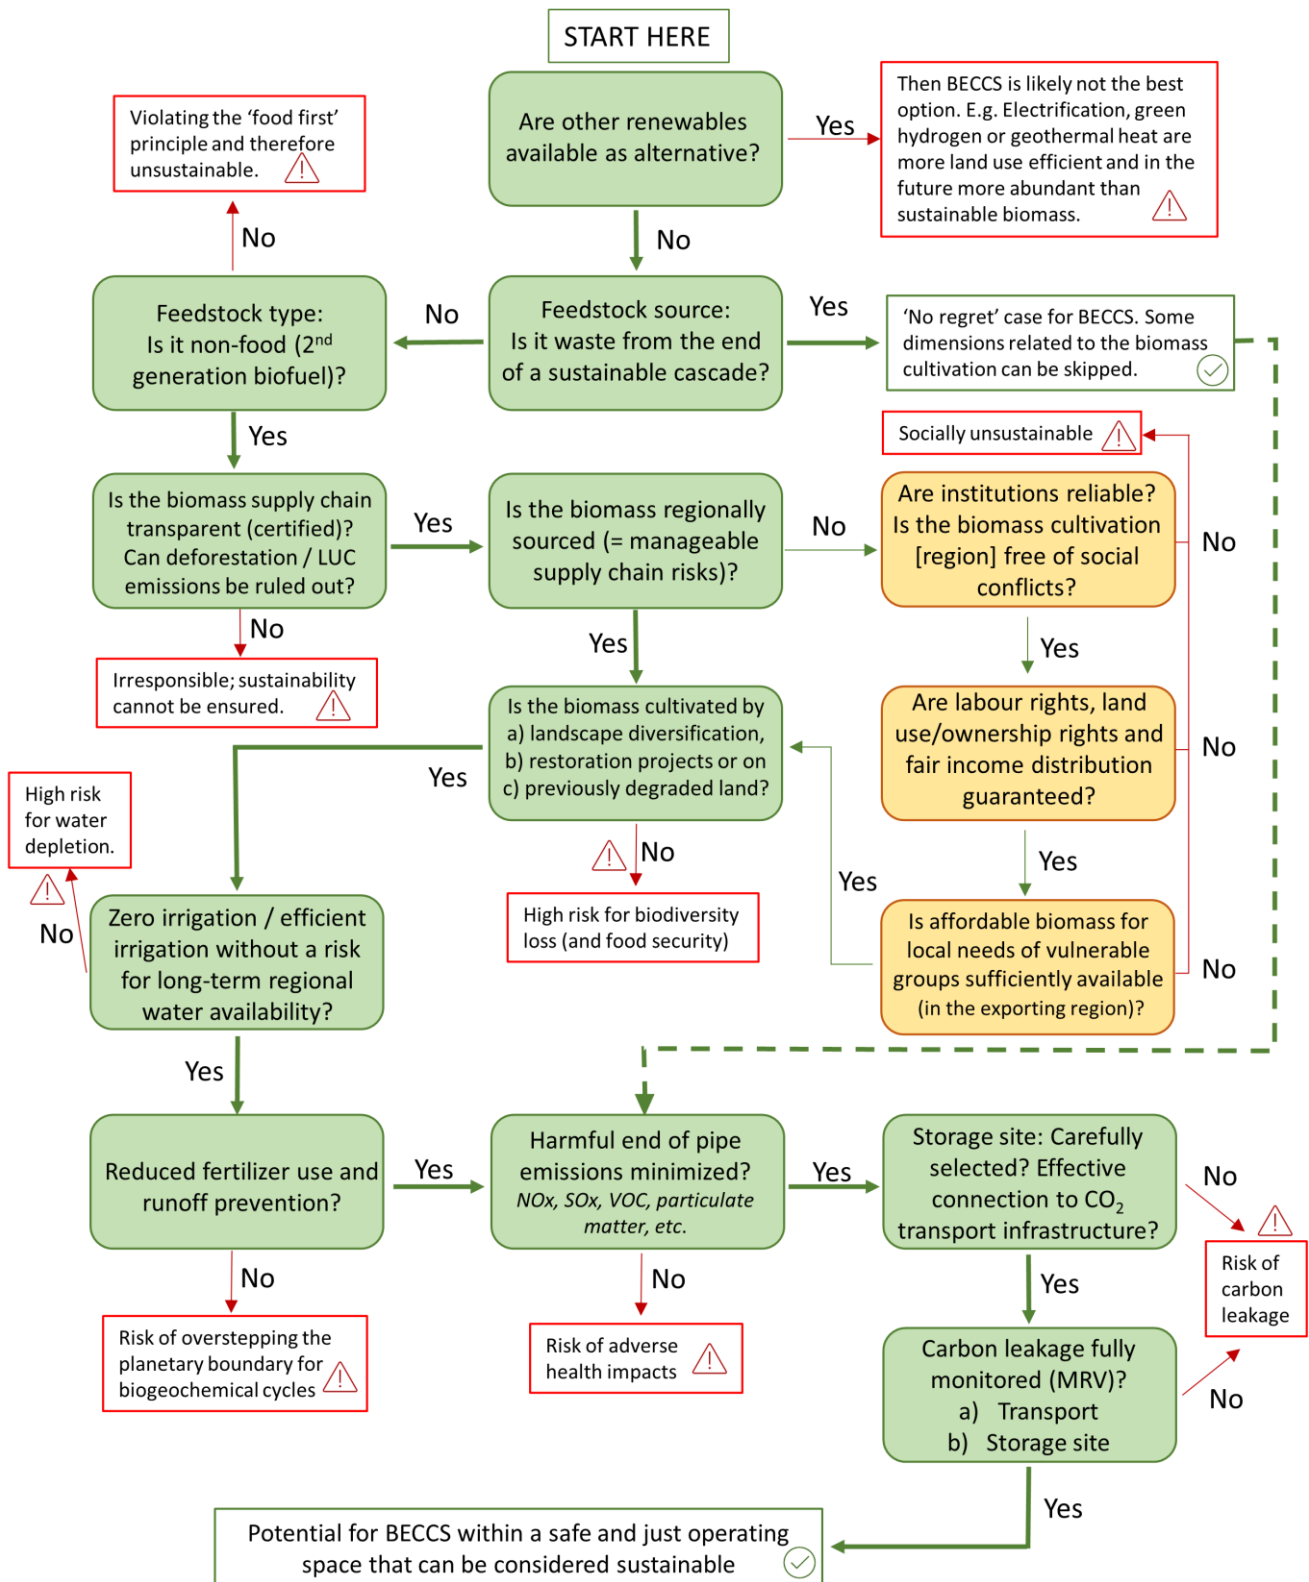 START HERE
Are other renewables
available as alternative?
Yes
Then BECCS is likely not the best
option. E.g. Electrification, green
hydrogen or geothermal heat are
more land use efficient and in the
future more abundant than
sustainable biomass.
Violating the ‘food first’
principle and therefore
unsustainable.
No
No
Feedstock type:
Is it non-food (2nd
generation biofuel)?
No
Feedstock source:
Is it waste from the end
of a sustainable cascade?
Yes
‘No regret’ case for BECCS. Some
dimensions related to the biomass
cultivation can be skipped.
Yes
Socially unsustainable
Is the biomass supply chain
transparent (certified)?
Can deforestation / LUC
emissions be ruled out?
Yes
Is the biomass regionally
sourced (= manageable
supply chain risks)?
No
Are institutions reliable?
Is the biomass cultivation
[region] free of social
conflicts?
No
No
Irresponsible; sustainability
cannot be ensured.
Yes
Yes
Is the biomass cultivated by
a) landscape diversification,
b) restoration projects or on
c) previously degraded land?
Yes
Are labour rights, land
use/ownership rights and
fair income distribution
guaranteed?
No
High risk
for water
depletion.
No
No
High risk for biodiversity
loss (and food security)
Yes
Yes
Zero irrigation / efficient
irrigation without a risk
for long-term regional
water availability?
Is affordable biomass for
local needs of vulnerable
groups sufficiently available
(in the exporting region)?
No
Yes
Reduced fertilizer use and
runoff prevention?
Yes
Harmful end of pipe
emissions minimized?
NOx, SOx, VOC, particulate
matter, etc.
Yes
Storage site: Carefully
selected? Effective
connection to CO2
transport infrastructure?
No
No
Risk of overstepping the
planetary boundary for
biogeochemical cycles
No
Risk of adverse
health impacts
Yes
Risk of
carbon
leakage
Carbon leakage fully
monitored (MRV)?
a) Transport
b) Storage site
No
Yes
Potential for BECCS within a safe and just operating
space that can be considered sustainable